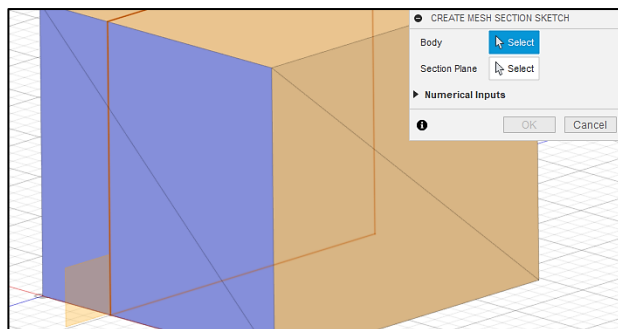 CREATE MESH SECTION SKETCH
Body
Select
Section Plane
Select
Numerical Inputs
OK
Cancel